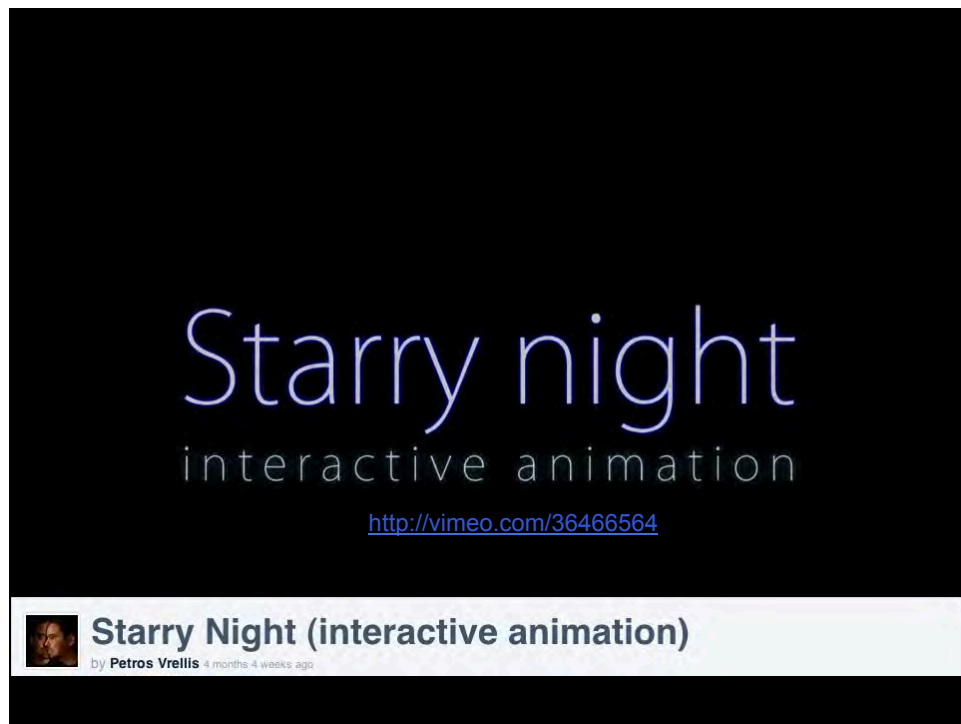 Starry night
interactive animation
http://vimeo.com/36466564
Starry Night (interactive animation)
by Petros Vrellis 4 months 4 weeks ago